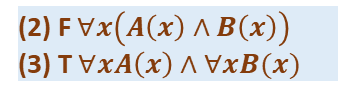 (2) F ∀x(A(x) ∧ B(x))
(3) T ∀xA(x) ∧ ∀xB(x)